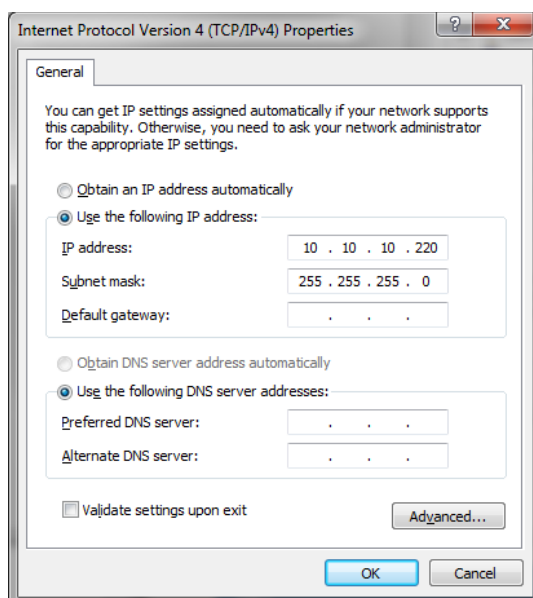 Internet Protocol Version 4 (TCP/IPv4) Properties
?
X
General
You can get IP settings assigned automatically if your network supports
this capability. Otherwise, you need to ask your network administrator
for the appropriate IP settings.
Obtain an IP address automatically
Use the following IP address:
IP address: 10 . 10 . 10 . 220
Subnet mask: 255 . 255 . 255 . 0
Default gateway: . . .
Obtain DNS server address automatically
Use the following DNS server addresses:
Preferred DNS server: . . .
Alternate DNS server: . . .
Validate settings upon exit
Advanced...
OK Cancel